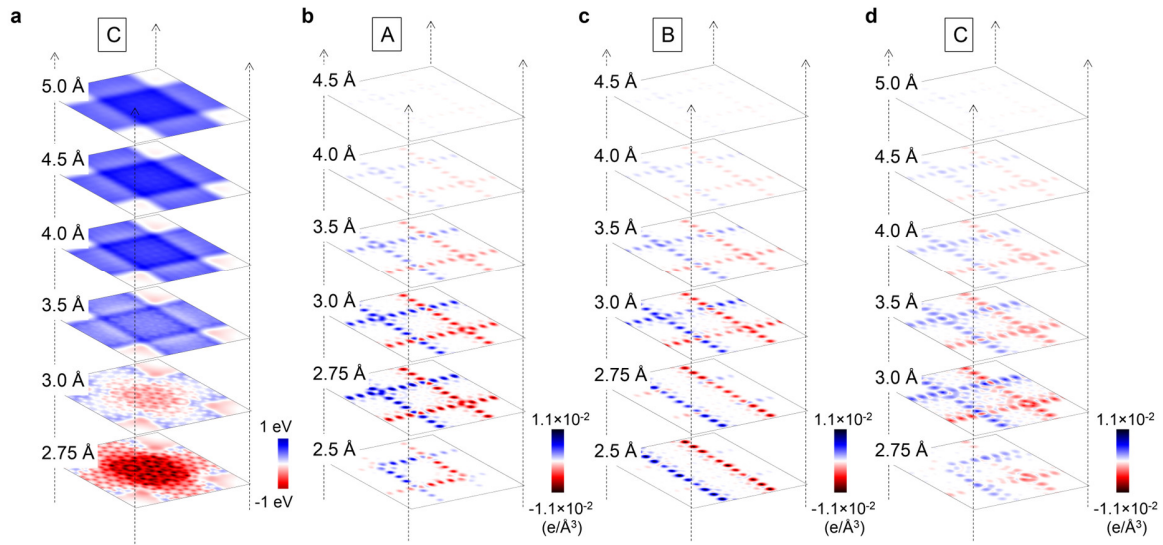 a
C
5.0 Å
4.5 Å
4.0 Å
3.5 Å
3.0 Å
2.75 Å
1 eV
-1 eV
b
A
4.5 Å
4.0 Å
3.5 Å
3.0 Å
2.75 Å
2.5 Å
1.1×10⁻²
-1.1×10⁻²
(e/Å³)
c
B
4.5 Å
4.0 Å
3.5 Å
3.0 Å
2.75 Å
2.5 Å
1.1×10⁻²
-1.1×10⁻²
(e/Å³)
d
C
5.0 Å
4.5 Å
4.0 Å
3.5 Å
3.0 Å
2.75 Å
1.1×10⁻²
-1.1×10⁻²
(e/Å³)